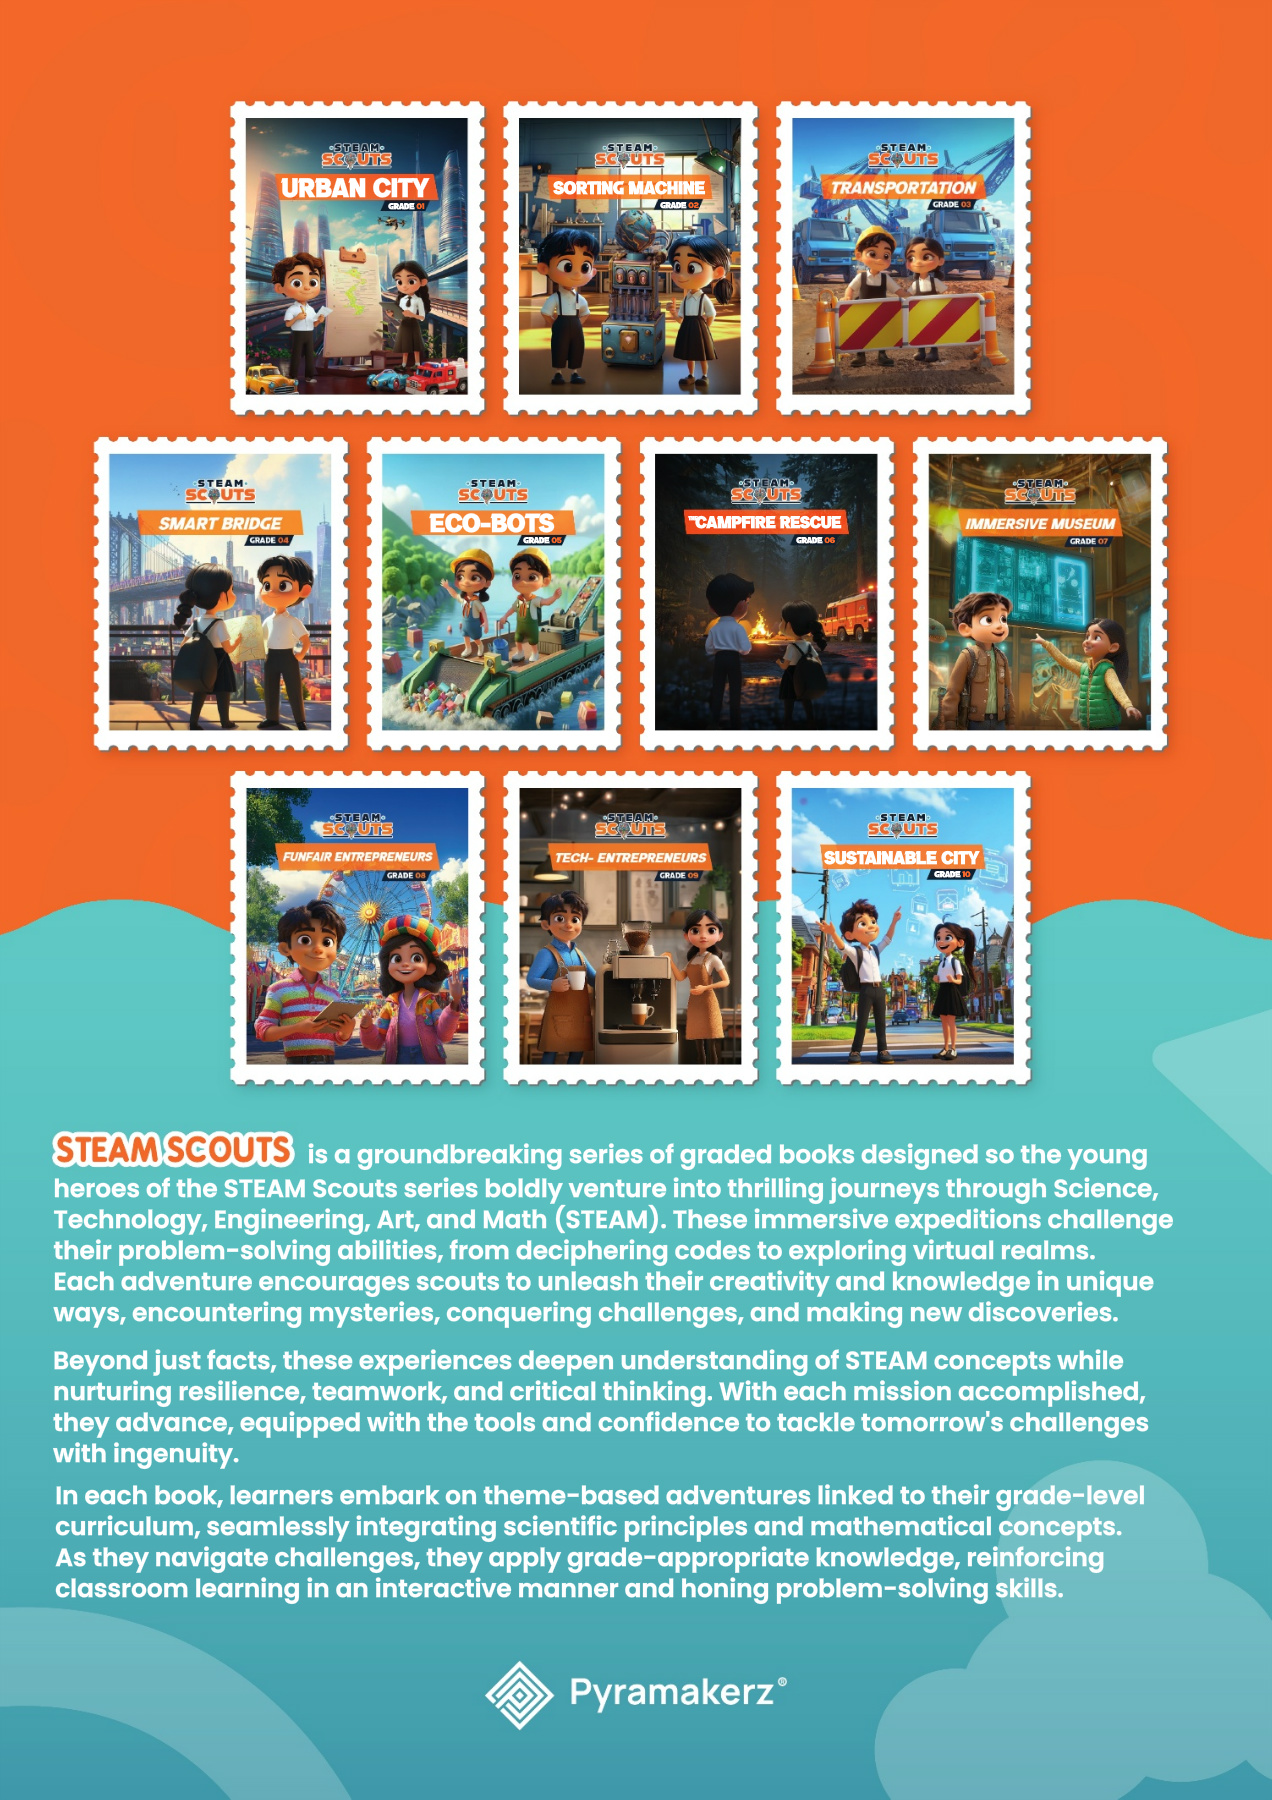 STEAM
SCOUTS
URBAN CITY
GRADE 01
STEAM
SCOUTS
SORTING MACHINE
GRADE 02
STEAM
SCOUTS
TRANSPORTATION
GRADE 03
STEAM
SCOUTS
SMART BRIDGE
GRADE 04
STEAM
SCOUTS
ECO-BOTS
GRADE 05
STEAM
SCOUTS
THE CAMPFIRE RESCUE
GRADE 06
STEAM
SCOUTS
IMMERSIVE MUSEUM
GRADE 07
STEAM
SCOUTS
FUNFAIR ENTREPRENEURS
GRADE 08
STEAM
SCOUTS
TECH- ENTREPRENEURS
GRADE 09
STEAM
SCOUTS
SUSTAINABLE CITY
GRADE 10
STEAM SCOUTS is a groundbreaking series of graded books designed so the young
heroes of the STEAM Scouts series boldly venture into thrilling journeys through Science,
Technology, Engineering, Art, and Math (STEAM). These immersive expeditions challenge
their problem-solving abilities, from deciphering codes to exploring virtual realms.
Each adventure encourages scouts to unleash their creativity and knowledge in unique
ways, encountering mysteries, conquering challenges, and making new discoveries.
Beyond just facts, these experiences deepen understanding of STEAM concepts while
nurturing resilience, teamwork, and critical thinking. With each mission accomplished,
they advance, equipped with the tools and confidence to tackle tomorrow's challenges
with ingenuity.
In each book, learners embark on theme-based adventures linked to their grade-level
curriculum, seamlessly integrating scientific principles and mathematical concepts.
As they navigate challenges, they apply grade-appropriate knowledge, reinforcing
classroom learning in an interactive manner and honing problem-solving skills.
Pyramakerz®